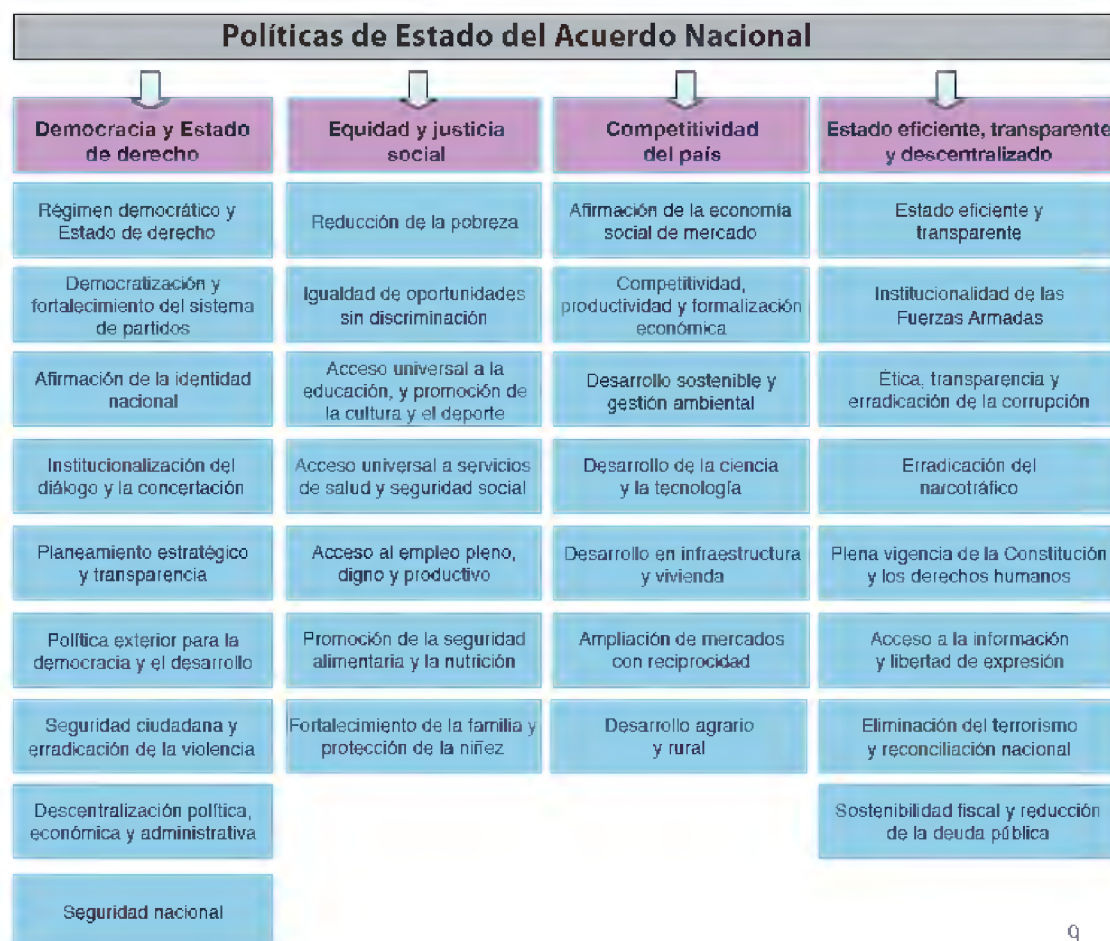 Políticas de Estado del Acuerdo Nacional
Democracia y Estado
de derecho
Régimen democrático y
Estado de derecho
Democratización y
fortalecimiento del sistema
de partidos
Afirmación de la identidad
nacional
Institucionalización del
diálogo y la concertación
Planeamiento estratégico
y transparencia
Política exterior para la
democracia y el desarrollo
Seguridad ciudadana y
erradicación de la violencia
Descentralización política,
económica y administrativa
Seguridad nacional
Equidad y justicia
social
Reducción de la pobreza
Igualdad de oportunidades
sin discriminación
Acceso universal a la
educación, y promoción de
la cultura y el deporte
Acceso universal a servicios
de salud y seguridad social
Acceso al empleo pleno,
digno y productivo
Promoción de la seguridad
alimentaria y la nutrición
Fortalecimiento de la familia y
protección de la niñez
Competitividad
del país
Afirmación de la economía
social de mercado
Competitividad,
productividad y formalización
económica
Desarrollo sostenible y
gestión ambiental
Desarrollo de la ciencia
y la tecnología
Desarrollo en infraestructura
y vivienda
Ampliación de mercados
con reciprocidad
Desarrollo agrario
y rural
Estado eficiente, transparente
y descentralizado
Estado eficiente y
transparente
Institucionalidad de las
Fuerzas Armadas
Ética, transparencia y
erradicación de la corrupción
Erradicación del
narcotráfico
Plena vigencia de la Constitución
y los derechos humanos
Acceso a la información
y libertad de expresión
Eliminación del terrorismo
y reconciliación nacional
Sostenibilidad fiscal y reducción
de la deuda pública
9